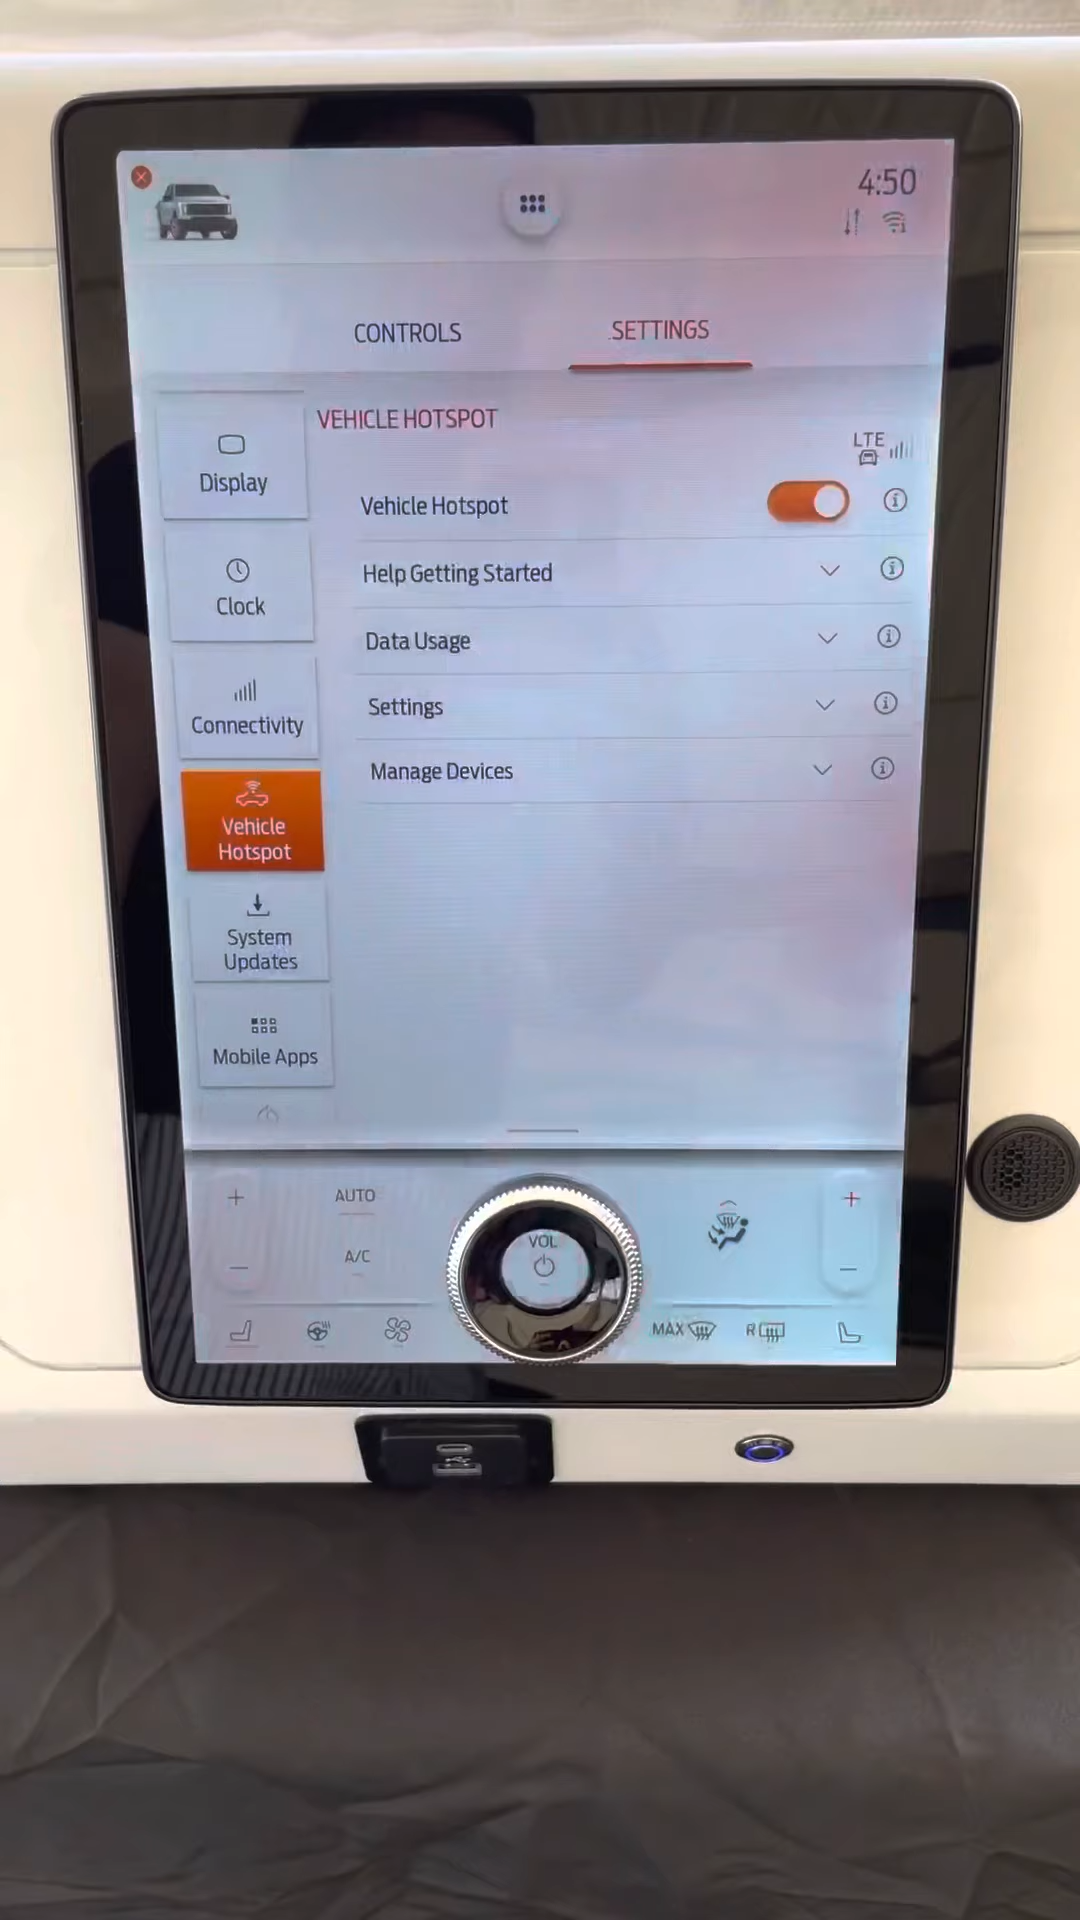 4:50
CONTROLS
SETTINGS
VEHICLE HOTSPOT
LTE
Display
Vehicle Hotspot
Help Getting Started
Clock
Data Usage
Settings
Connectivity
Manage Devices
Vehicle
Hotspot
System
Updates
Mobile Apps
+
AUTO
+
A/C
VOL
−
−
MAX
R